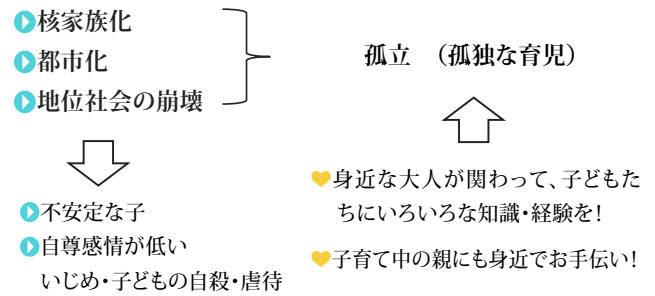 核家族化
都市化
地位社会の崩壊
孤立　（孤独な育児）
不安定な子
自尊感情が低い
いじめ・子どもの自殺・虐待
身近な大人が関わって、子どもた
ちにいろいろな知識・経験を！
子育て中の親にも身近でお手伝い！